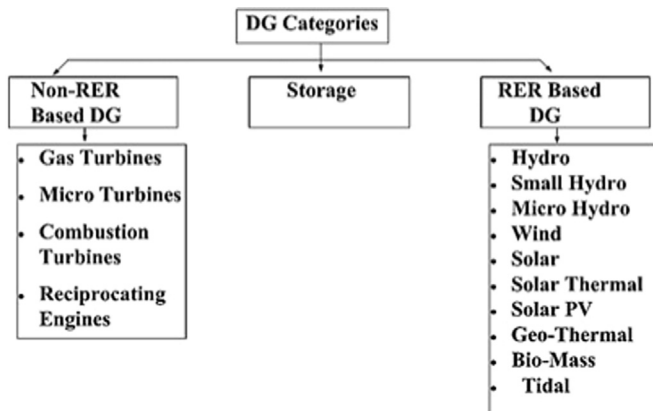 DG Categories
Non-RER
Based DG
Storage
RER Based
DG
• Gas Turbines
• Micro Turbines
• Combustion
Turbines
• Reciprocating
Engines
• Hydro
• Small Hydro
• Micro Hydro
• Wind
• Solar
• Solar Thermal
• Solar PV
• Geo-Thermal
• Bio-Mass
• Tidal